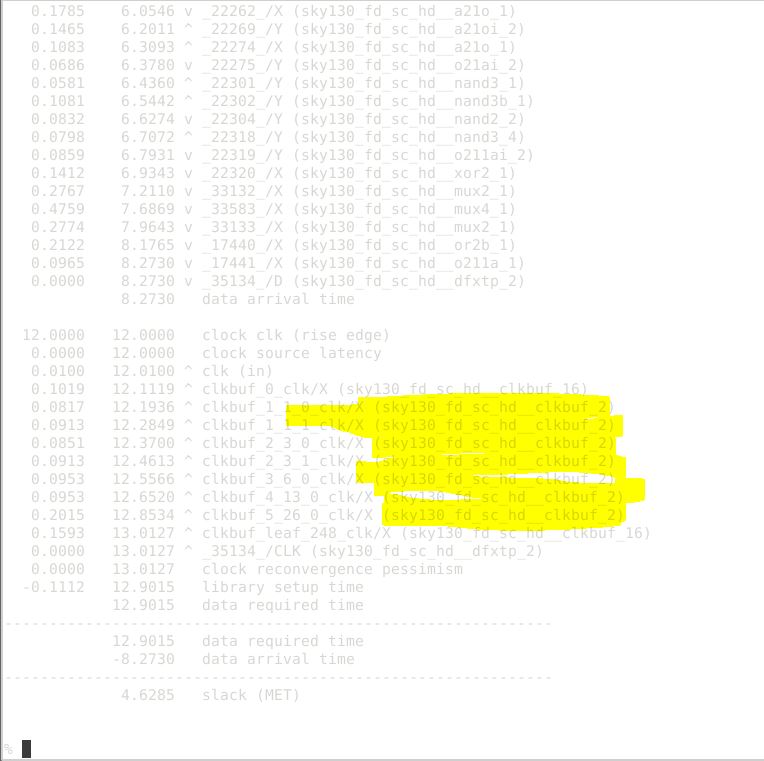 0.1785 6.0546 v _22262_/X (sky130_fd_sc_hd__a21o_1)
0.1465 6.2011 ^ _22269_/Y (sky130_fd_sc_hd__a21oi_2)
0.1083 6.3093 ^ _22274_/X (sky130_fd_sc_hd__a21o_1)
0.0686 6.3780 v _22275_/Y (sky130_fd_sc_hd__o21ai_2)
0.0581 6.4360 ^ _22301_/Y (sky130_fd_sc_hd__nand3_1)
0.1081 6.5442 ^ _22302_/Y (sky130_fd_sc_hd__nand3b_1)
0.0832 6.6274 v _22304_/Y (sky130_fd_sc_hd__nand2_2)
0.0798 6.7072 ^ _22318_/Y (sky130_fd_sc_hd__nand3_4)
0.0859 6.7931 v _22319_/Y (sky130_fd_sc_hd__o211ai_2)
0.1412 6.9343 v _22320_/X (sky130_fd_sc_hd__xor2_1)
0.2767 7.2110 v _33132_/X (sky130_fd_sc_hd__mux2_1)
0.4759 7.6869 v _33583_/X (sky130_fd_sc_hd__mux4_1)
0.2774 7.9643 v _33133_/X (sky130_fd_sc_hd__mux2_1)
0.2122 8.1765 v _17440_/X (sky130_fd_sc_hd__or2b_1)
0.0965 8.2730 v _17441_/X (sky130_fd_sc_hd__o211a_1)
0.0000 8.2730 v _35134_/D (sky130_fd_sc_hd__dfxtp_2)
8.2730 data arrival time
12.0000 12.0000 clock clk (rise edge)
0.0000 12.0000 clock source latency
0.0100 12.0100 ^ clk (in)
0.1019 12.1119 ^ clkbuf_0_clk/X (sky130_fd_sc_hd__clkbuf_16)
0.0817 12.1936 ^ clkbuf_1_1_0_clk/X (sky130_fd_sc_hd__clkbuf_2)
0.0913 12.2849 ^ clkbuf_1_1_1_clk/X (sky130_fd_sc_hd__clkbuf_2)
0.0851 12.3700 ^ clkbuf_2_3_0_clk/X (sky130_fd_sc_hd__clkbuf_2)
0.0913 12.4613 ^ clkbuf_2_3_1_clk/X (sky130_fd_sc_hd__clkbuf_2)
0.0953 12.5566 ^ clkbuf_3_6_0_clk/X (sky130_fd_sc_hd__clkbuf_2)
0.0953 12.6520 ^ clkbuf_4_13_0_clk/X (sky130_fd_sc_hd__clkbuf_2)
0.2015 12.8534 ^ clkbuf_5_26_0_clk/X (sky130_fd_sc_hd__clkbuf_2)
0.1593 13.0127 ^ clkbuf_leaf_248_clk/X (sky130_fd_sc_hd__clkbuf_16)
0.0000 13.0127 ^ _35134_/CLK (sky130_fd_sc_hd__dfxtp_2)
0.0000 13.0127 clock reconvergence pessimism
-0.1112 12.9015 library setup time
12.9015 data required time
-------------------------------------------------------------
12.9015 data required time
-8.2730 data arrival time
-------------------------------------------------------------
4.6285 slack (MET)
%